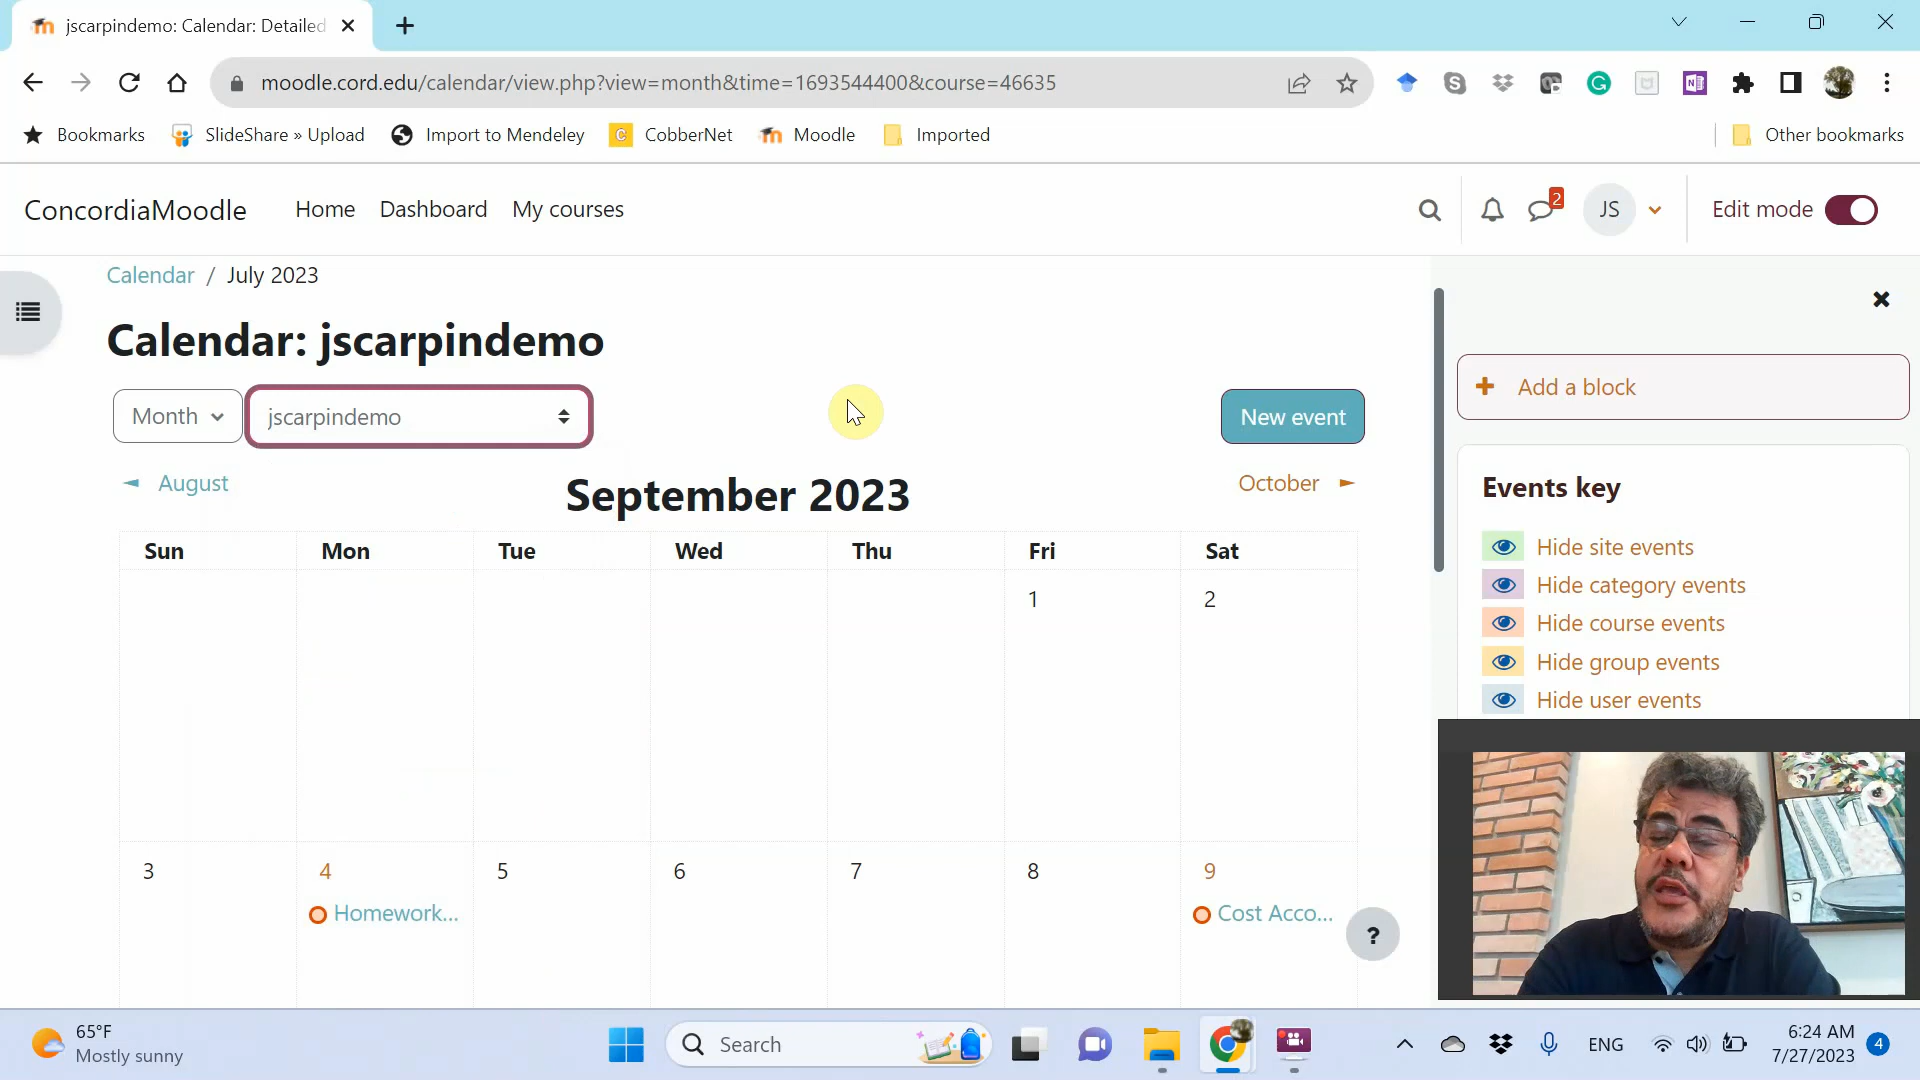 jscarpindemo: Calendar: Detailed
moodle.cord.edu/calendar/view.php?view=month&time=1693544400&course=46635
Bookmarks
SlideShare » Upload
Import to Mendeley
CobberNet
Moodle
Imported
Other bookmarks
ConcordiaMoodle
Home
Dashboard
My courses
2
JS
Edit mode
Calendar / July 2023
Calendar: jscarpindemo
Month
jscarpindemo
New event
Add a block
◄ August
September 2023
October ►
Events key
Sun Mon Tue Wed Thu Fri Sat
Hide site events
Hide category events
Hide course events
Hide group events
Hide user events
1 2
3 4 5 6 7 8 9
Homework...
Cost Acco...
?
65°F
Mostly sunny
Search
ENG
6:24 AM
7/27/2023
4